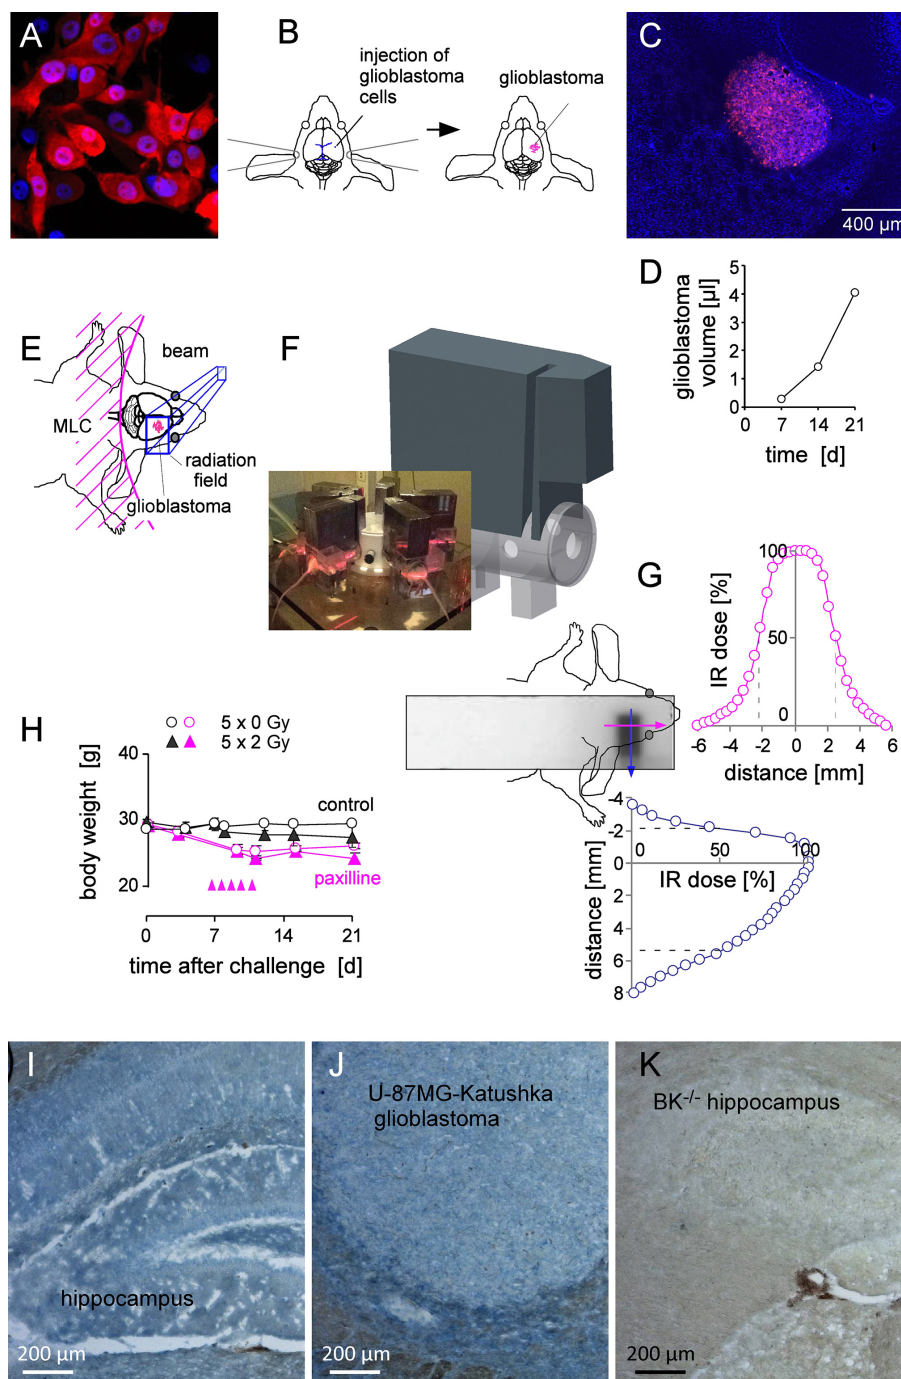 A
B
injection of
glioblastoma
cells
glioblastoma
C
400 µm
D
glioblastoma
volume [µl]
5
4
3
2
1
0
0
7
14
21
time [d]
E
beam
MLC
radiation
field
glioblastoma
F
G
IR dose [%]
100
50
0
-6
-4
-2
0
2
4
6
distance [mm]
H
5 x 0 Gy
5 x 2 Gy
body weight [g]
40
30
20
control
paxilline
0
7
14
21
time after challenge [d]
distance [mm]
-4
-2
0
2
4
6
8
0
50
100
IR dose [%]
I
hippocampus
200 µm
J
U-87MG-Katushka
glioblastoma
200 µm
K
BK-/- hippocampus
200 µm